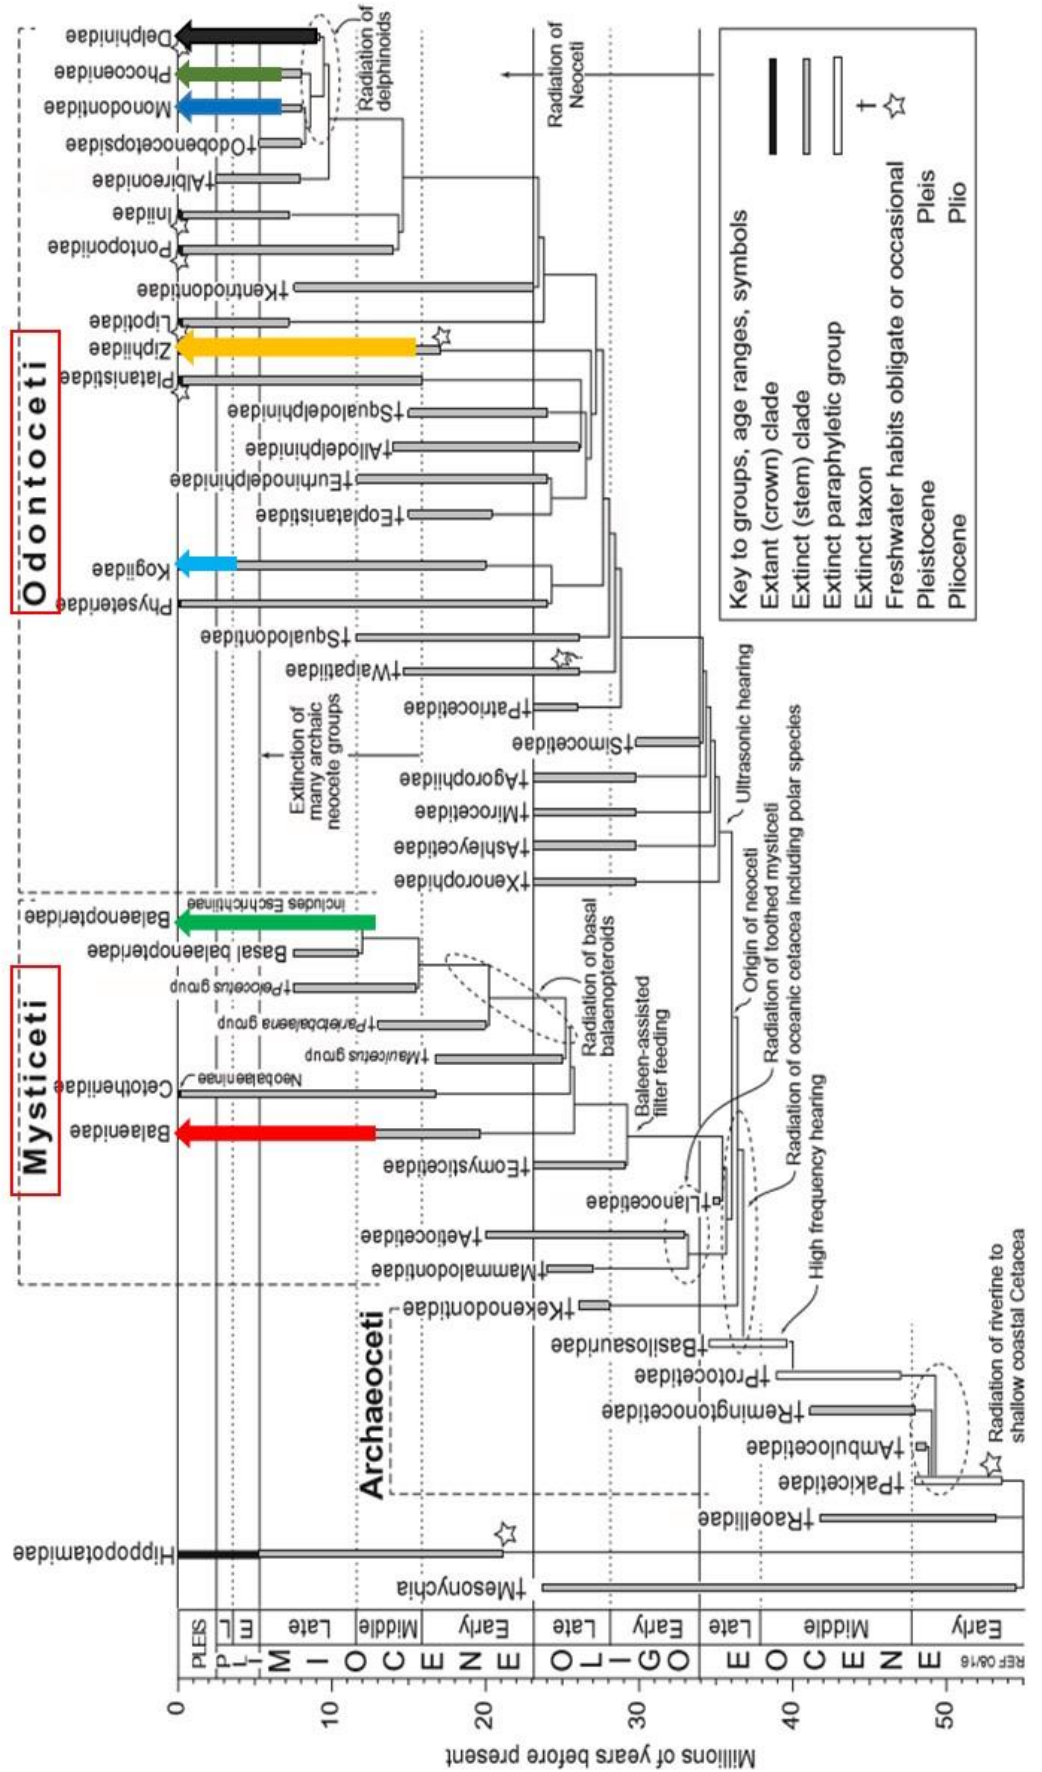 Odontoceti
Mysticeti
Archaeoceti
Delphinidae
Phocoenidae
Monodontidae
†Odobenocetopsidae
†Albireonidae
Iniidae
Pontoporiidae
†Kentriodontidae
Lipotidae
Ziphiidae
Platanistidae
†Squalodelphinidae
†Allodelphinidae
†Eurhinodelphinidae
†Eoplatanistidae
Kogiidae
Physeteridae
†Squalodontidae
†Waipatiidae
†Patriocetidae
†Simocetidae
†Agorophiidae
†Mirocetidae
†Ashleycetidae
†Xenorophidae
Balaenopteridae
includes Eschrichtiinae
Basal balaenopteridae
†Pelocetus group
†Parietobalaena group
†Mauicetus group
Cetotheriidae
Neobalaeninae
Balaenidae
†Eomysticetidae
†Llanocetidae
†Aetiocetidae
†Mammalodontidae
†Kekenodontidae
†Basilosauridae
†Protocetidae
†Remingtonocetidae
†Ambulocetidae
†Pakicetidae
†Raoellidae
Hippopotamidae
†Mesonychia
Radiation of
delphinoids
Radiation of
Neoceti
Extinction of
many archaic
neocete groups
Ultrasonic hearing
Origin of neoceti
Radiation of toothed mysticeti
Radiation of oceanic cetacea including polar species
Radiation of basal
balaenopteroids
Baleen-assisted
filter feeding
High frequency hearing
Radiation of riverine to
shallow coastal Cetacea
Key to groups, age ranges, symbols
Extant (crown) clade
Extinct (stem) clade
Extinct paraphyletic group
Extinct taxon †
Freshwater habits obligate or occasional
Pleistocene Pleis
Pliocene Plio
PLEIS
L E
PLI
Late Middle Early
MIOCENE
Late Early
OLIGO
Late Middle Early
EOCENE
REF 08/16
0 10 20 30 40 50
Millions of years before present